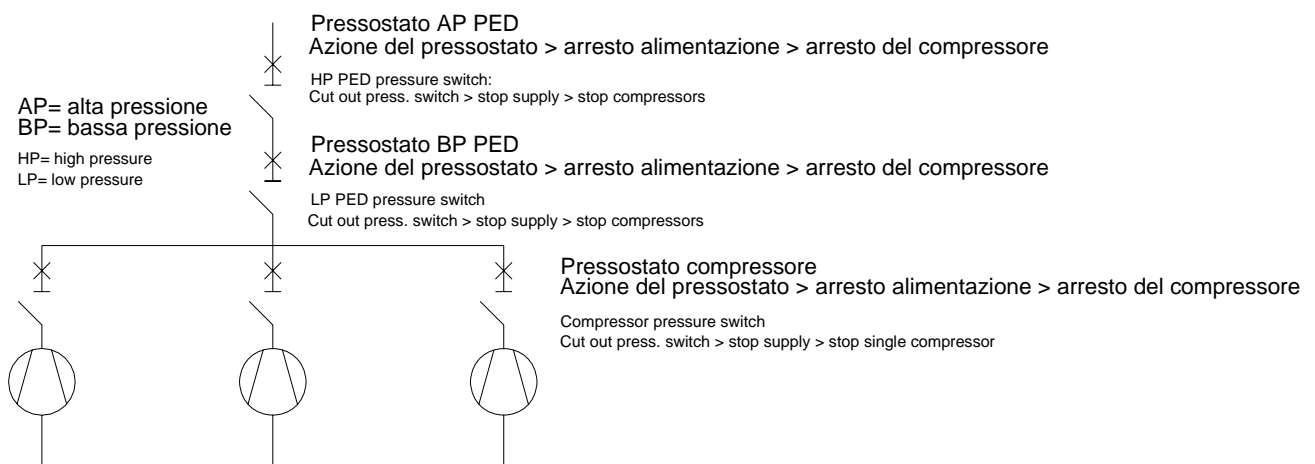 Pressostato AP PED
Azione del pressostato > arresto alimentazione > arresto del compressore
HP PED pressure switch:
Cut out press. switch > stop supply > stop compressors
AP= alta pressione
BP= bassa pressione
HP= high pressure
LP= low pressure
Pressostato BP PED
Azione del pressostato > arresto alimentazione > arresto del compressore
LP PED pressure switch
Cut out press. switch > stop supply > stop compressors
Pressostato compressore
Azione del pressostato > arresto alimentazione > arresto del compressore
Compressor pressure switch
Cut out press. switch > stop supply > stop single compressor